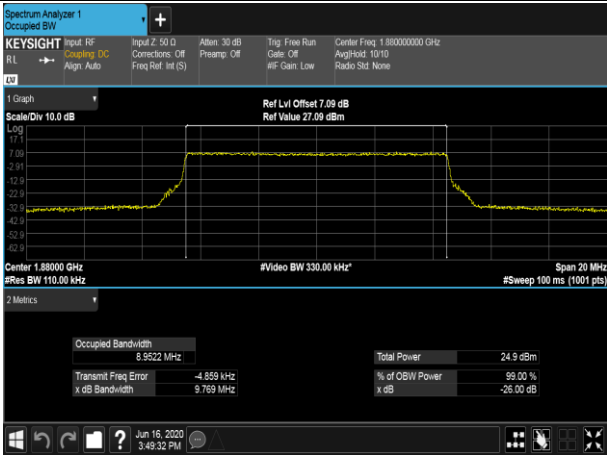 Spectrum Analyzer 1
Occupied BW
+
KEYSIGHT Input: RF Input Z: 50 Ω Atten: 30 dB Trig: Free Run Center Freq: 1.880000000 GHz
RL Coupling: DC Corrections: Off Preamp: Off Gate: Off Avg|Hold: 10/10
Align: Auto Freq Ref: Int (S) #IF Gain: Low Radio Std: None
LXI
1 Graph Ref Lvl Offset 7.09 dB
Scale/Div 10.0 dB Ref Value 27.09 dBm
Log
17.1
7.09
-2.91
-12.9
-22.9
-32.9
-42.9
-52.9
-62.9
Center 1.88000 GHz #Video BW 330.00 kHz* Span 20 MHz
#Res BW 110.00 kHz #Sweep 100 ms (1001 pts)
2 Metrics
Occupied Bandwidth
8.9522 MHz Total Power 24.9 dBm
Transmit Freq Error -4.859 kHz % of OBW Power 99.00 %
x dB Bandwidth 9.769 MHz x dB -26.00 dB
? Jun 16, 2020
3:49:32 PM